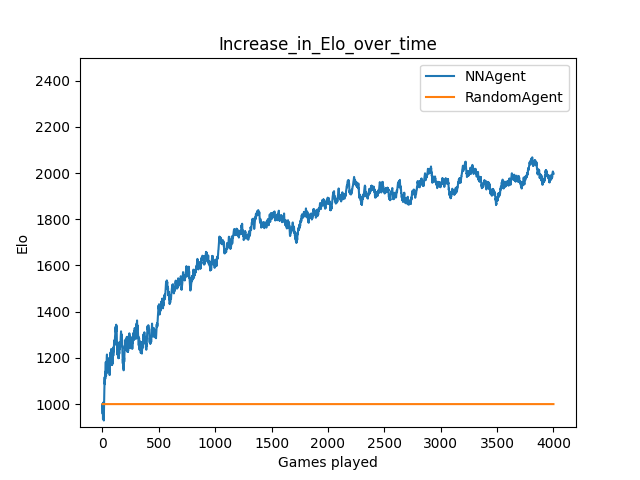 Increase_in_Elo_over_time
NNAgent
RandomAgent
2400
2200
2000
1800
1600
1400
1200
1000
Elo
0 500 1000 1500 2000 2500 3000 3500 4000
Games played